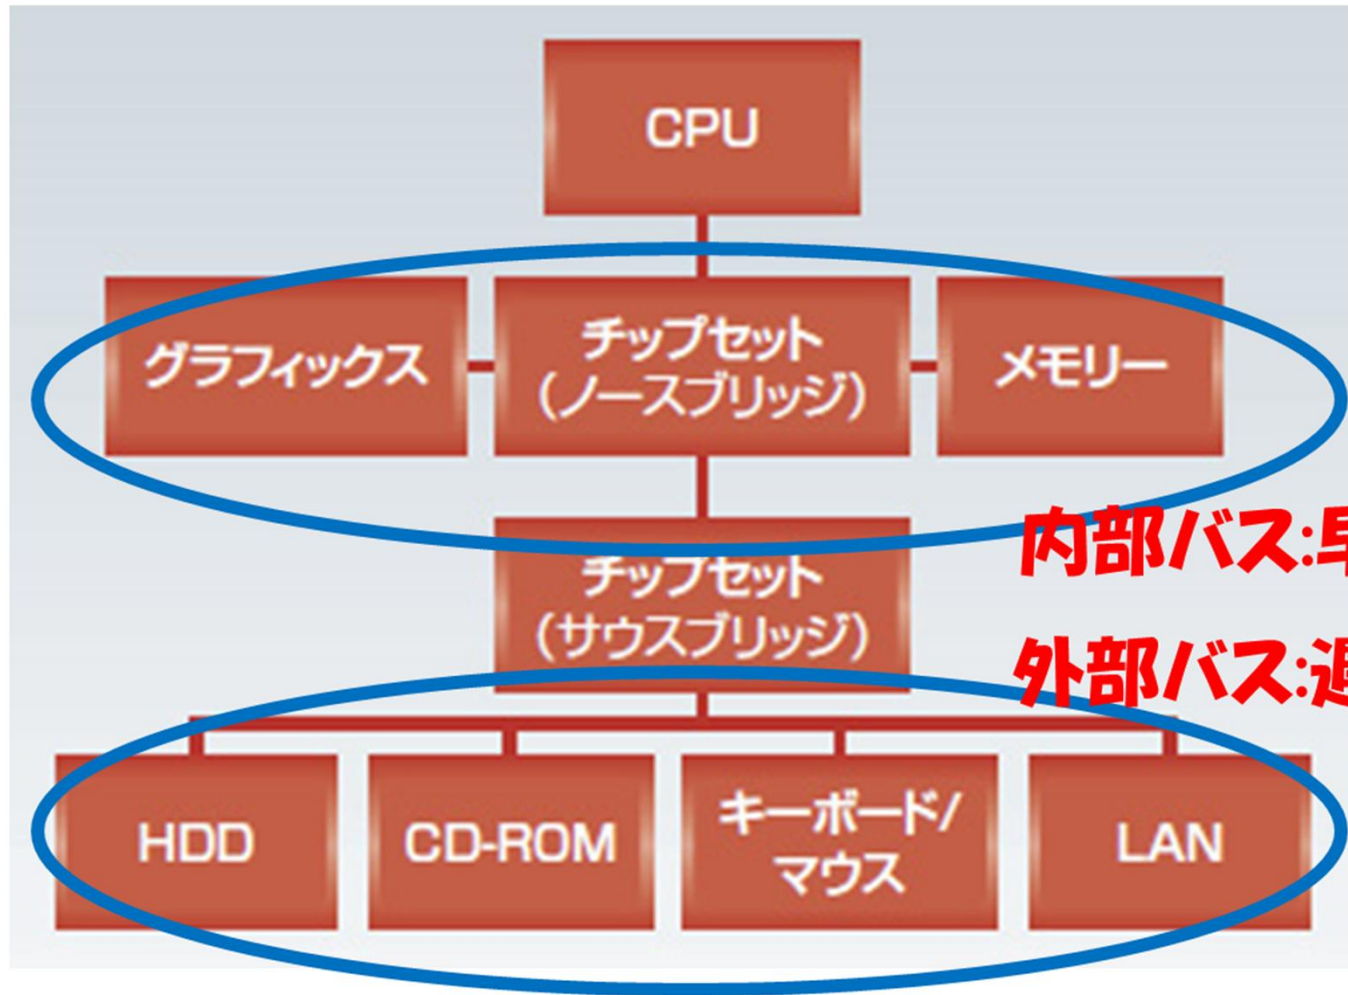 CPU
グラフィックス
チップセット
(ノースブリッジ)
メモリー
チップセット
(サウスブリッジ)
内部バス:早
外部バス:
HDD
CD-ROM
キーボード/
マウス
LAN